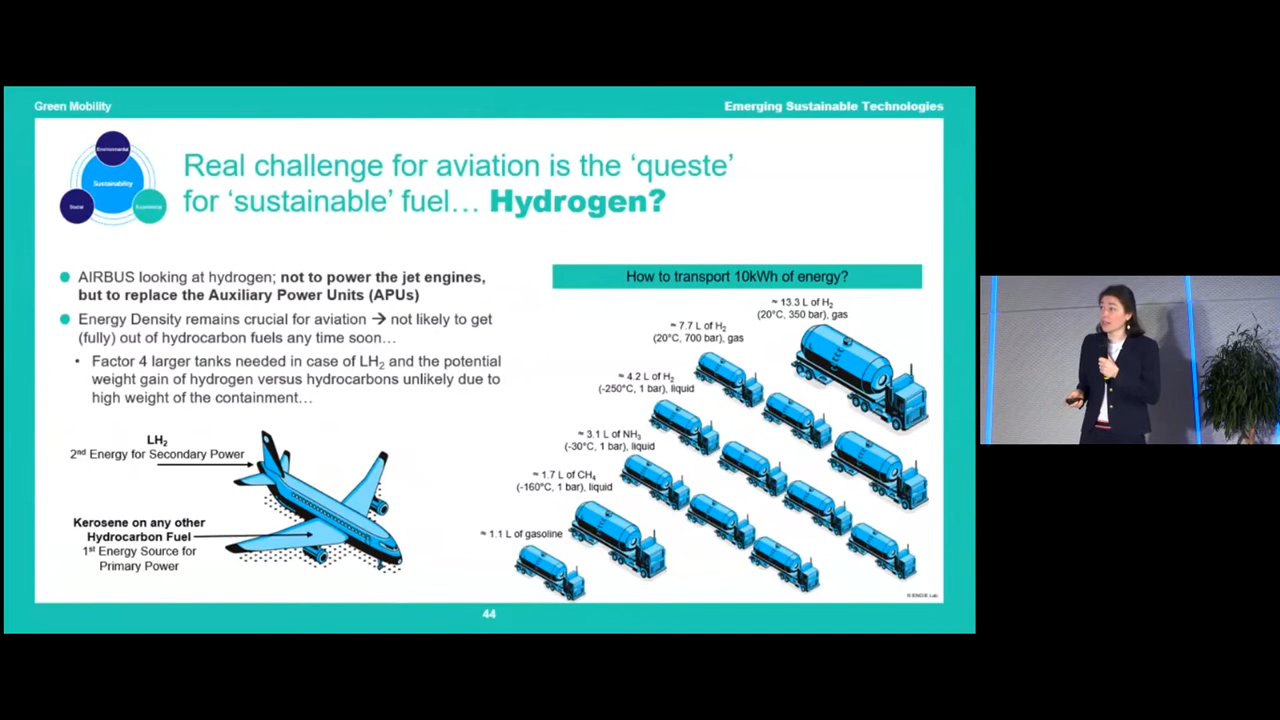 Green Mobility
Emerging Sustainable Technologies
Environmental
Sustainability
Social
Economical
Real challenge for aviation is the ‘queste’
for ‘sustainable’ fuel… Hydrogen?
AIRBUS looking at hydrogen; not to power the jet engines,
but to replace the Auxiliary Power Units (APUs)
Energy Density remains crucial for aviation → not likely to get
(fully) out of hydrocarbon fuels any time soon…
Factor 4 larger tanks needed in case of LH₂ and the potential
weight gain of hydrogen versus hydrocarbons unlikely due to
high weight of the containment…
LH₂
2nd Energy for Secondary Power
Kerosene on any other
Hydrocarbon Fuel
1st Energy Source for
Primary Power
How to transport 10kWh of energy?
≈ 13.3 L of H₂
(20°C, 350 bar), gas
≈ 7.7 L of H₂
(20°C, 700 bar), gas
≈ 4.2 L of H₂
(-250°C, 1 bar), liquid
≈ 3.1 L of NH₃
(-30°C, 1 bar), liquid
≈ 1.7 L of CH₄
(-160°C, 1 bar), liquid
≈ 1.1 L of gasoline
© ENGIE Lab
44